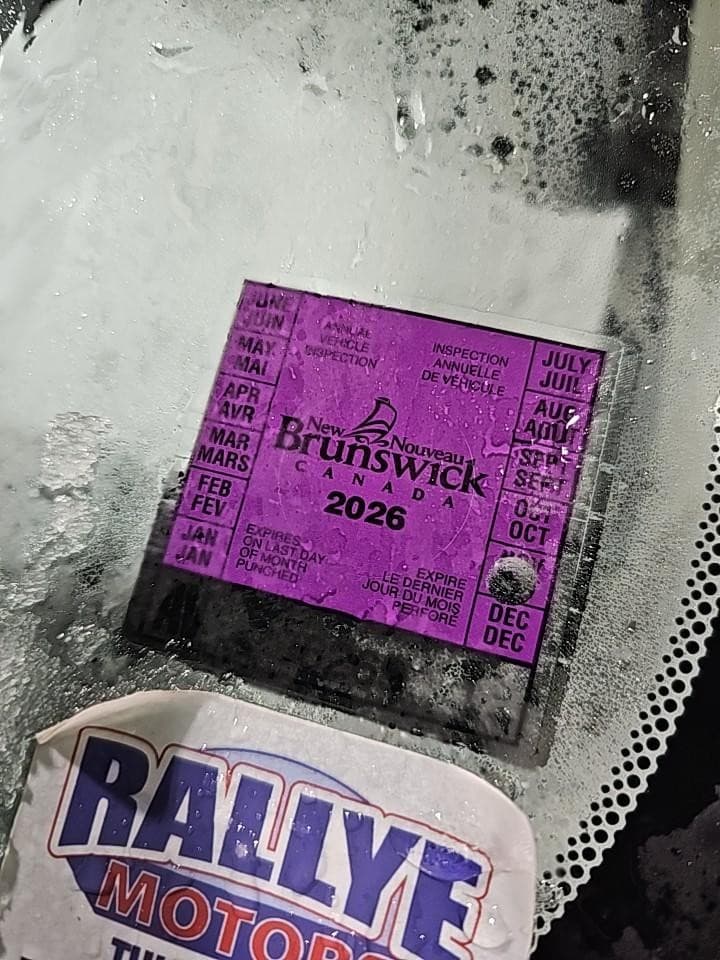 JUNE
JUIN
MAY
MAI
APR
AVR
MAR
MARS
FEB
FEV
JAN
JAN
ANNUAL
VEHICLE
INSPECTION
INSPECTION
ANNUELLE
DE VÉHICULE
New Nouveau
Brunswick
CANADA
2026
EXPIRES
ON LAST DAY
OF MONTH
PUNCHED
EXPIRE
LE DERNIER
JOUR DU MOIS
PERFORÉ
JULY
JUIL
AUG
AOUT
SEPT
SEPT
OCT
OCT
DEC
DEC
RALLYE
MOTORS